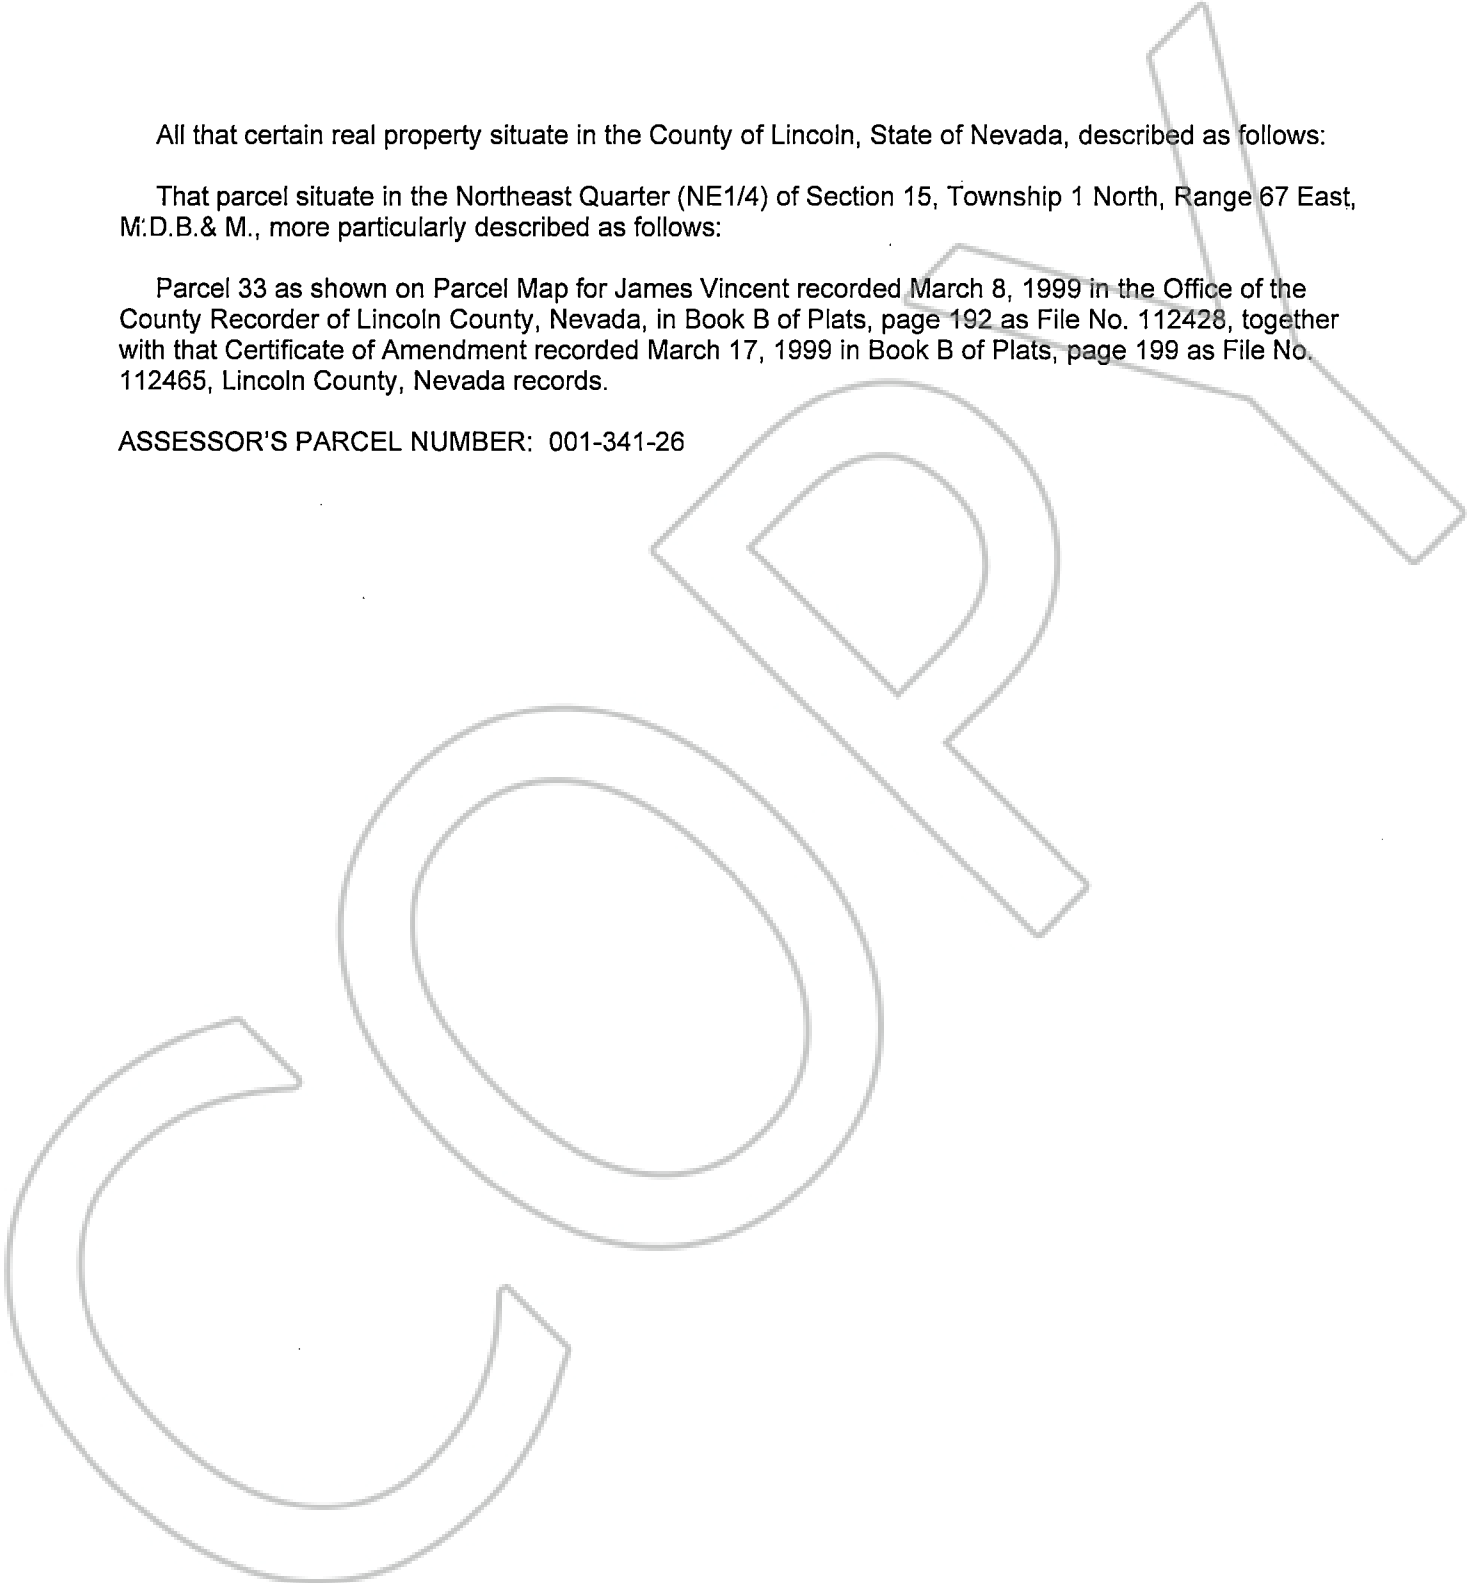 All that certain real property situate in the County of Lincoln, State of Nevada, described as follows:
That parcel situate in the Northeast Quarter (NE1/4) of Section 15, Township 1 North, Range 67 East,
M.D.B.& M., more particularly described as follows:
Parcel 33 as shown on Parcel Map for James Vincent recorded March 8, 1999 in the Office of the
County Recorder of Lincoln County, Nevada, in Book B of Plats, page 192 as File No. 112428, together
with that Certificate of Amendment recorded March 17, 1999 in Book B of Plats, page 199 as File No.
112465, Lincoln County, Nevada records.
ASSESSOR'S PARCEL NUMBER: 001-341-26
COPY